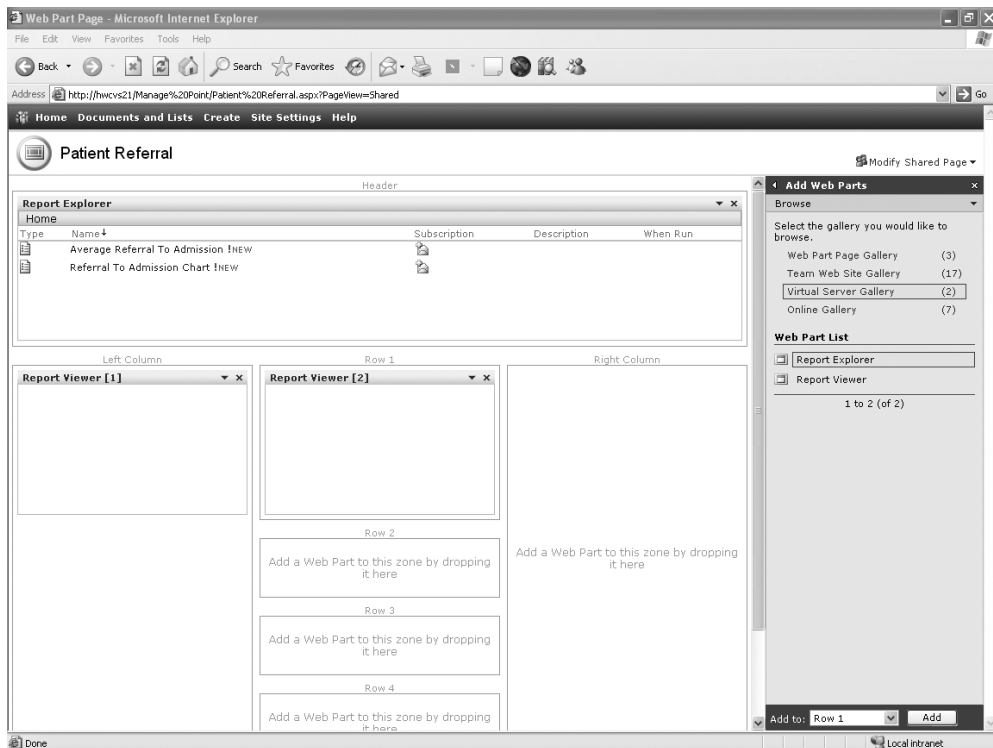 Web Part Page - Microsoft Internet Explorer
File Edit View Favorites Tools Help
Back Search Favorites
Address http://hwcvs21/Manage%20Point/Patient%20Referral.aspx?PageView=Shared Go
Home Documents and Lists Create Site Settings Help
Patient Referral
Modify Shared Page
Header
Report Explorer
Home
Type Name Subscription Description When Run
Average Referral To Admission !NEW
Referral To Admission Chart !NEW
Left Column Row 1 Right Column
Report Viewer [1] Report Viewer [2]
Row 2
Add a Web Part to this zone by dropping
it here
Row 3
Add a Web Part to this zone by dropping
it here
Row 4
Add a Web Part to this zone by dropping
it here
Add a Web Part to this zone by dropping
it here
Add Web Parts
Browse
Select the gallery you would like to
browse.
Web Part Page Gallery (3)
Team Web Site Gallery (17)
Virtual Server Gallery (2)
Online Gallery (7)
Web Part List
Report Explorer
Report Viewer
1 to 2 (of 2)
Add to: Row 1 Add
Done Local intranet